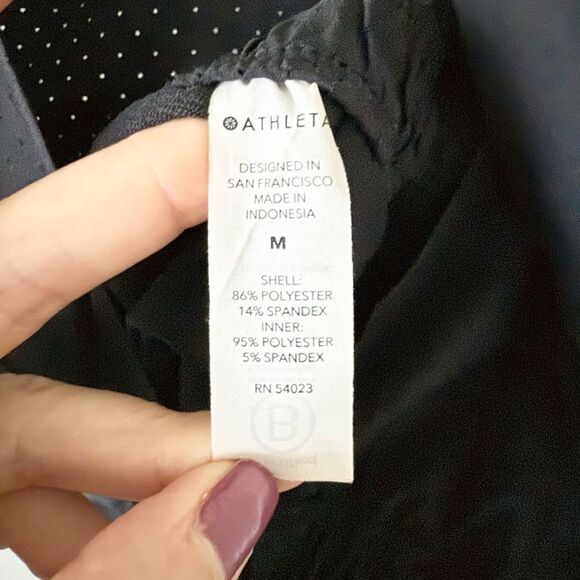 ATHLETA
DESIGNED IN
SAN FRANCISCO
MADE IN
INDONESIA
M
SHELL:
86% POLYESTER
14% SPANDEX
INNER:
95% POLYESTER
5% SPANDEX
RN 54023
B